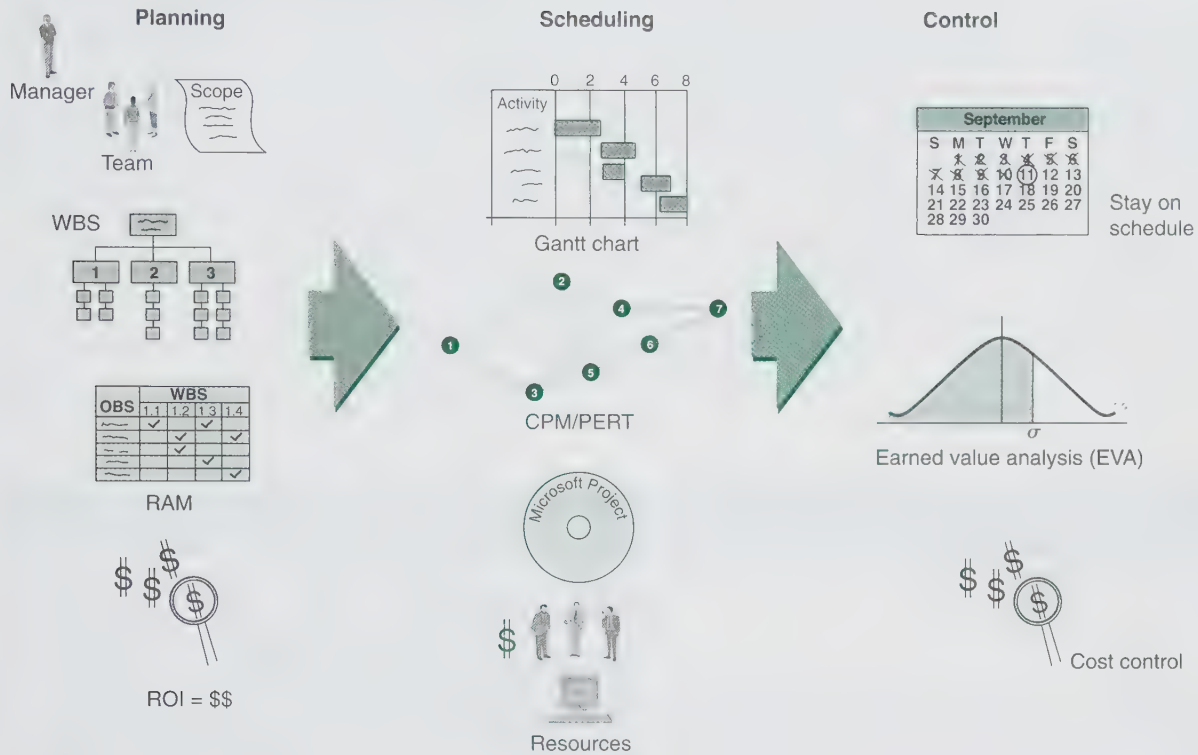 Planning
Manager
Scope
Team
WBS
1 2 3
WBS
OBS 1.1 1.2 1.3 1.4
RAM
$ $ $ $
ROI = $$
Scheduling
0 2 4 6 8
Activity
Gantt chart
2
4
7
1
6
5
3
CPM/PERT
Microsoft Project
$
Resources
Control
September
S M T W T F S
1 2 3 4 5 6
7 8 9 10 11 12 13
14 15 16 17 18 19 20
21 22 23 24 25 26 27
28 29 30
Stay on
schedule
σ
Earned value analysis (EVA)
$ $ $ $
Cost control